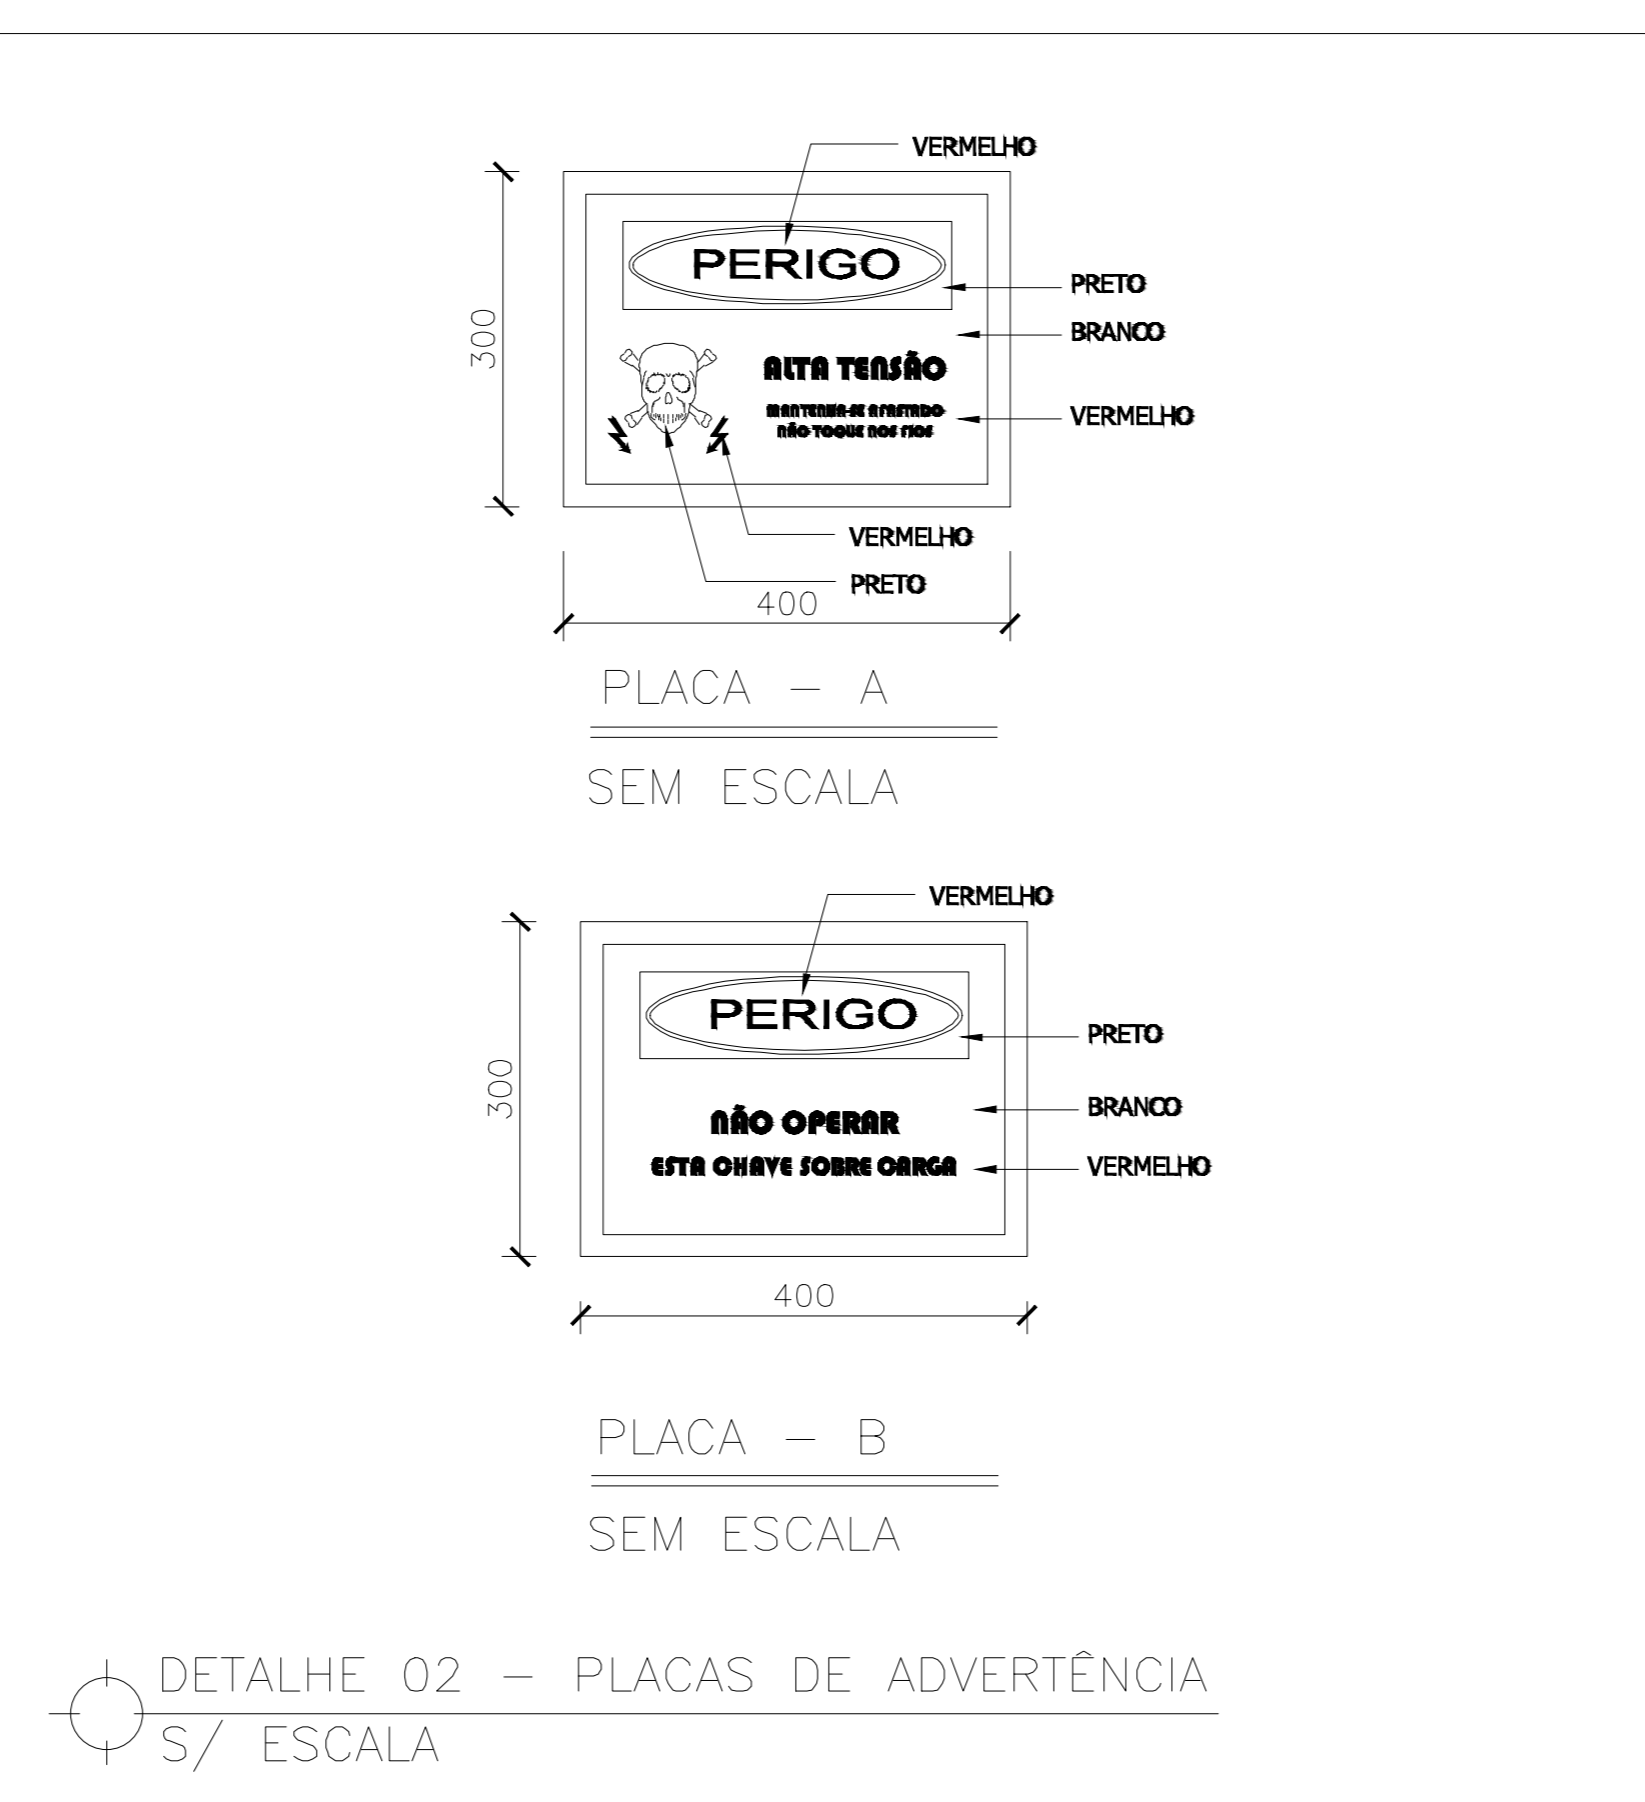 VERMELHO
PERIGO
PRETO
BRANCO
300
ALTA TENSÃO
MANTENHA-SE AFASTADO
VERMELHO
NÃO TOQUE NOS FIOS
VERMELHO
PRETO
400
PLACA - A
SEM ESCALA
VERMELHO
PERIGO
PRETO
300
BRANCO
NÃO OPERAR
ESTA CHAVE SOBRE CARGA
VERMELHO
400
PLACA - B
SEM ESCALA
DETALHE 02 - PLACAS DE ADVERTÊNCIA
S/ ESCALA